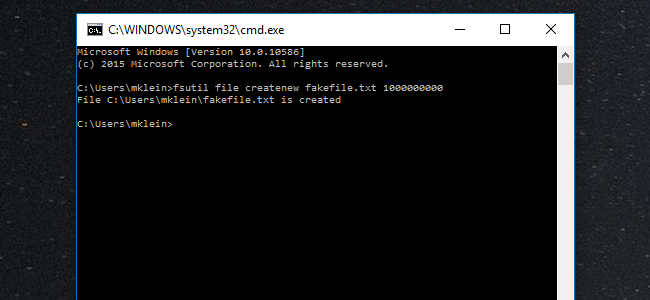 C:\WINDOWS\system32\cmd.exe
Microsoft Windows [Version 10.0.10586]
(c) 2015 Microsoft Corporation. All rights reserved.
C:\Users\mklein>fsutil file createnew fakefile.txt 1000000000
File C:\Users\mklein\fakefile.txt is created
C:\Users\mklein>